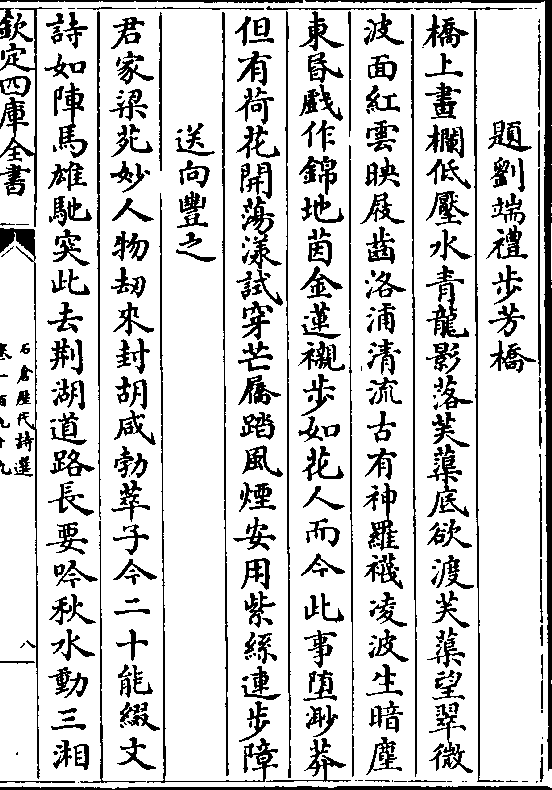 題劉端禮步芳橋
橋上畫欄低壓水青龍影落芙蕖底欲渡芙蕖望翠微
波面紅雲映屐齒洛浦清流古有神羅襪凌波生暗塵
東昏戲作錦地茵金蓮襯步如花人而今此事墮渺莽
但有荷花開蕩漾試穿芒屩踏風煙安用紫絲連步障
送向豐之
君家梁苑妙人物刼來封胡咸勃萃子今二十能綴文
詩如陣馬雄馳突此去荆湖道路長要吟秋水動三湘
欽定四庫全書
石倉歷代詩選
卷一百九十九
八